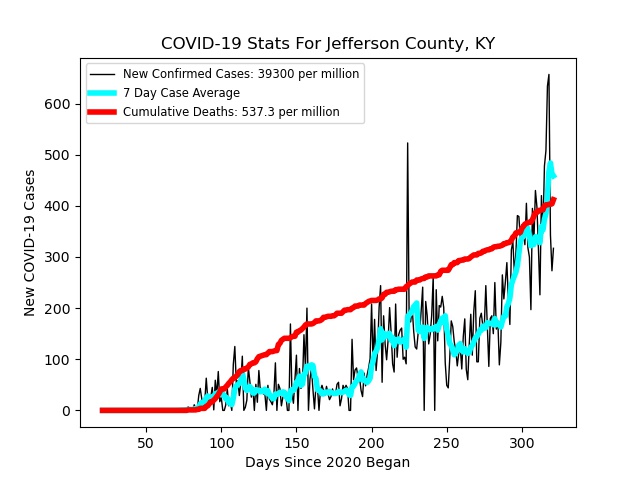 COVID-19 Stats For Jefferson County, KY
New Confirmed Cases: 39300 per million
7 Day Case Average
Cumulative Deaths: 537.3 per million
New COVID-19 Cases
600
500
400
300
200
100
0
50 100 150 200 250 300
Days Since 2020 Began